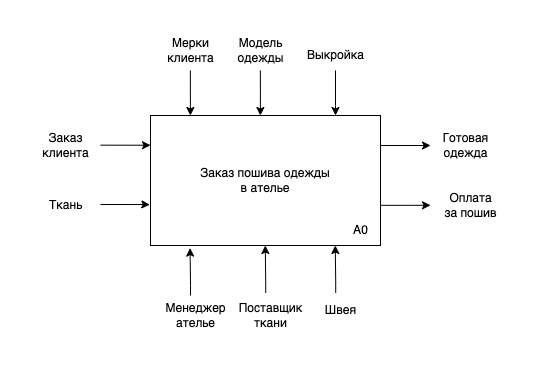 Мерки
клиента
Модель
одежды
Выкройка
Заказ
клиента
Ткань
Заказ пошива одежды
в ателье
A0
Готовая
одежда
Оплата
за пошив
Менеджер
ателье
Поставщик
ткани
Швея